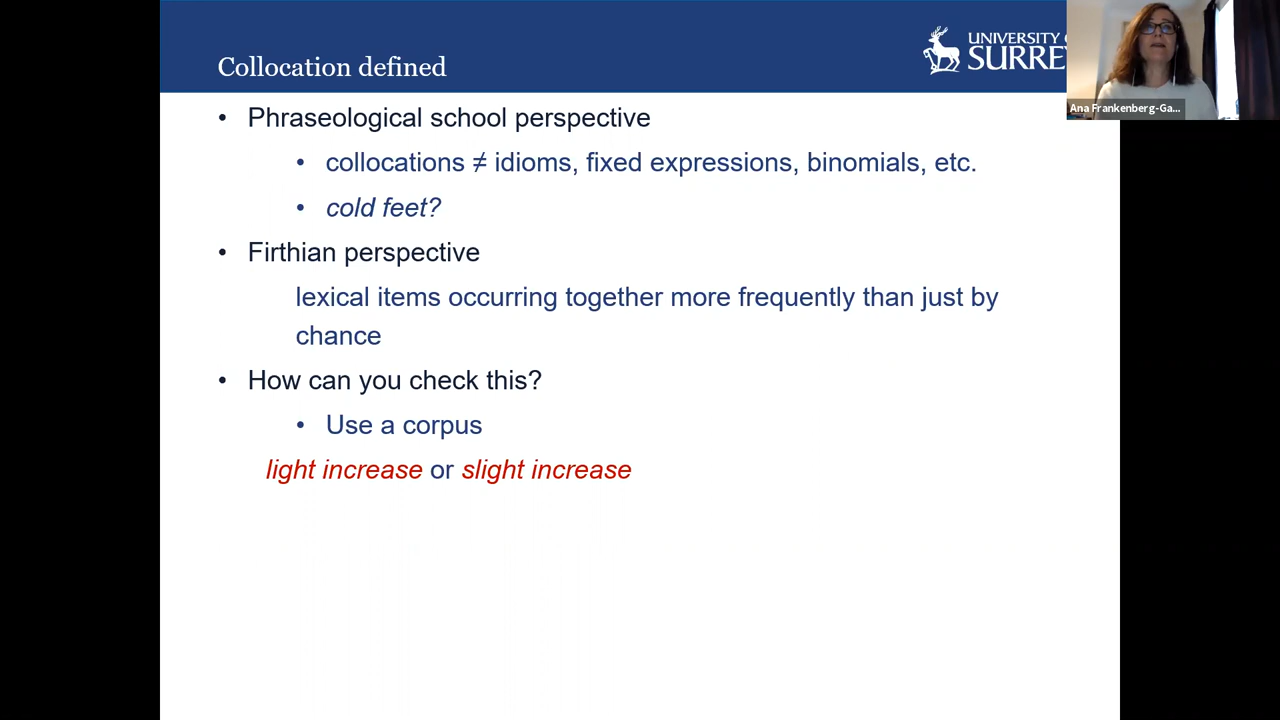 Collocation defined
UNIVERSITY
SURREY
Ana Frankenberg-Ga...
• Phraseological school perspective
• collocations ≠ idioms, fixed expressions, binomials, etc.
• cold feet?
• Firthian perspective
lexical items occurring together more frequently than just by
chance
• How can you check this?
• Use a corpus
light increase or slight increase